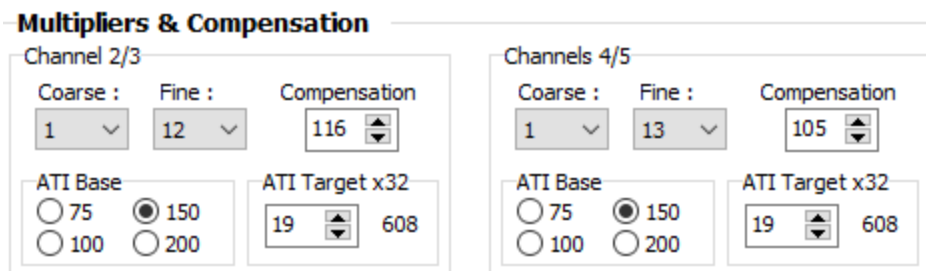 Multipliers & Compensation
Channel 2/3
Coarse :
Fine :
Compensation
1
12
116
ATI Base
75
150
100
200
ATI Target x32
19
608
Channels 4/5
Coarse :
Fine :
Compensation
1
13
105
ATI Base
75
150
100
200
ATI Target x32
19
608